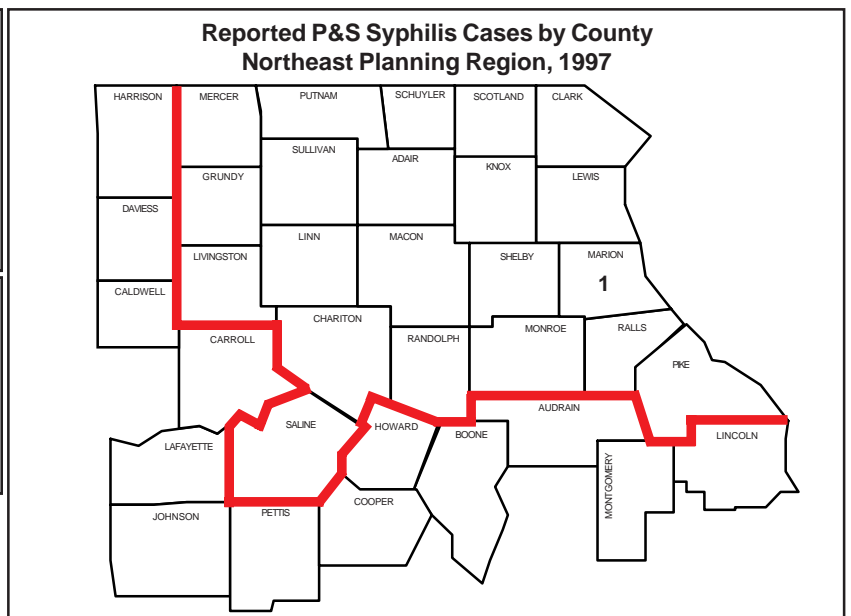 Reported P&S Syphilis Cases by County
Northeast Planning Region, 1997
HARRISON
MERCER
PUTNAM
SCHUYLER
SCOTLAND
CLARK
SULLIVAN
ADAIR
KNOX
GRUNDY
LEWIS
DAVIESS
LINN
MACON
LIVINGSTON
SHELBY
MARION
1
CALDWELL
CHARITON
CARROLL
RANDOLPH
MONROE
RALLS
PIKE
AUDRAIN
SALINE
HOWARD
BOONE
LINCOLN
LAFAYETTE
MONTGOMERY
COOPER
JOHNSON
PETTIS